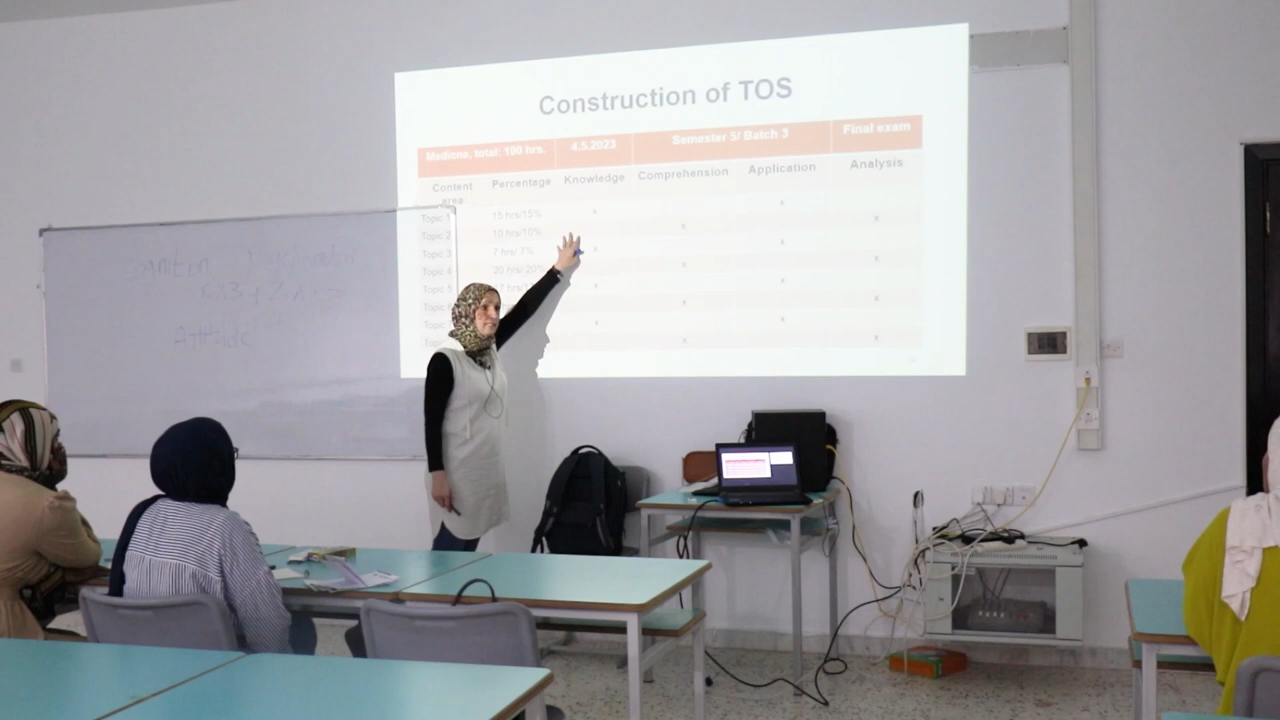 Construction of TOS
Medicne, total: 100 hrs. 4.5.2023 Semester 5/ Batch 3 Final exam
Content area Percentage Knowledge Comprehension Application Analysis
Topic 1 15 hrs/15% x x
Topic 2 10 hrs/10% x x
Topic 3 7 hrs/ 7% x x
Topic 4 20 hrs/ 20% x x
Topic 5 x x
Topic x x
Topic x x
x x
Attitude